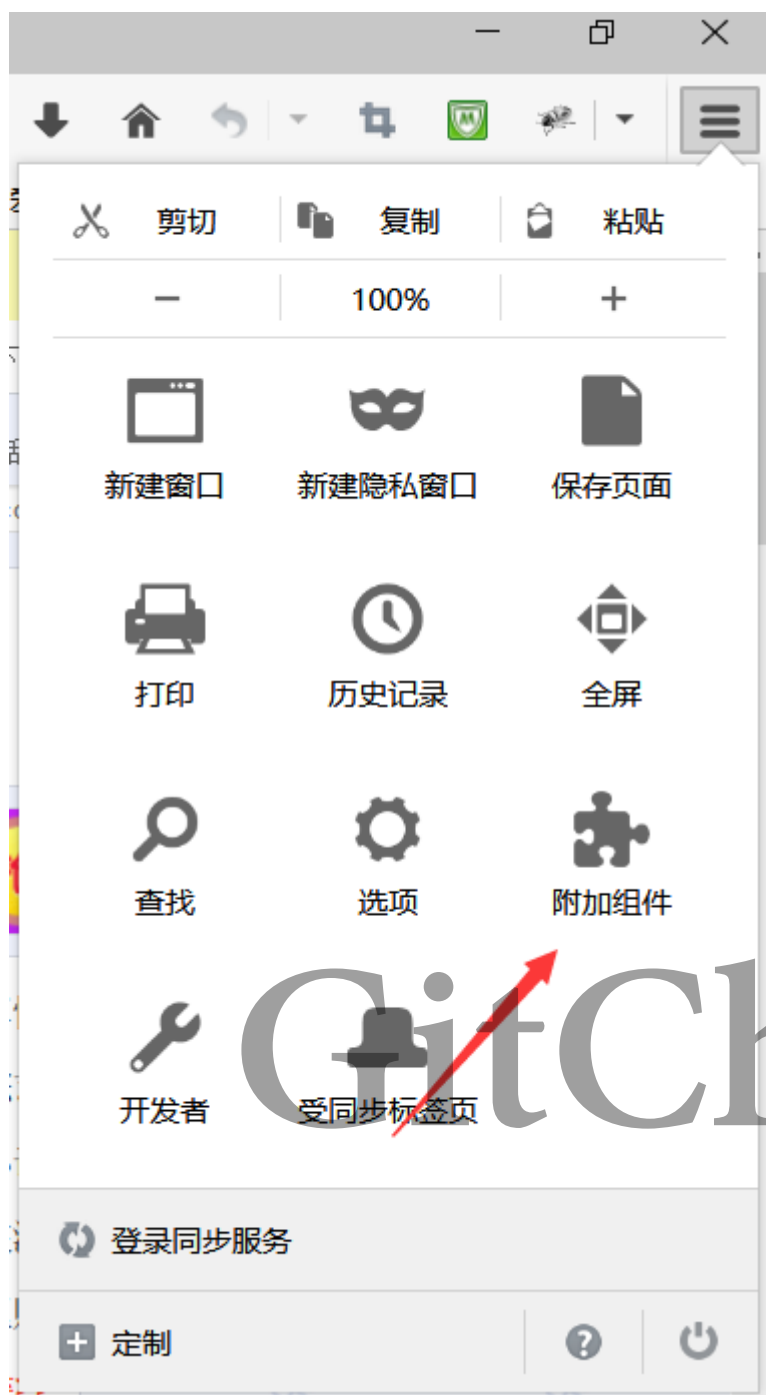 剪切 复制 粘贴
− 100% +
新建窗口 新建隐私窗口 保存页面
打印 历史记录 全屏
查找 选项 附加组件
开发者 受同步标签页
GitCh
登录同步服务
定制